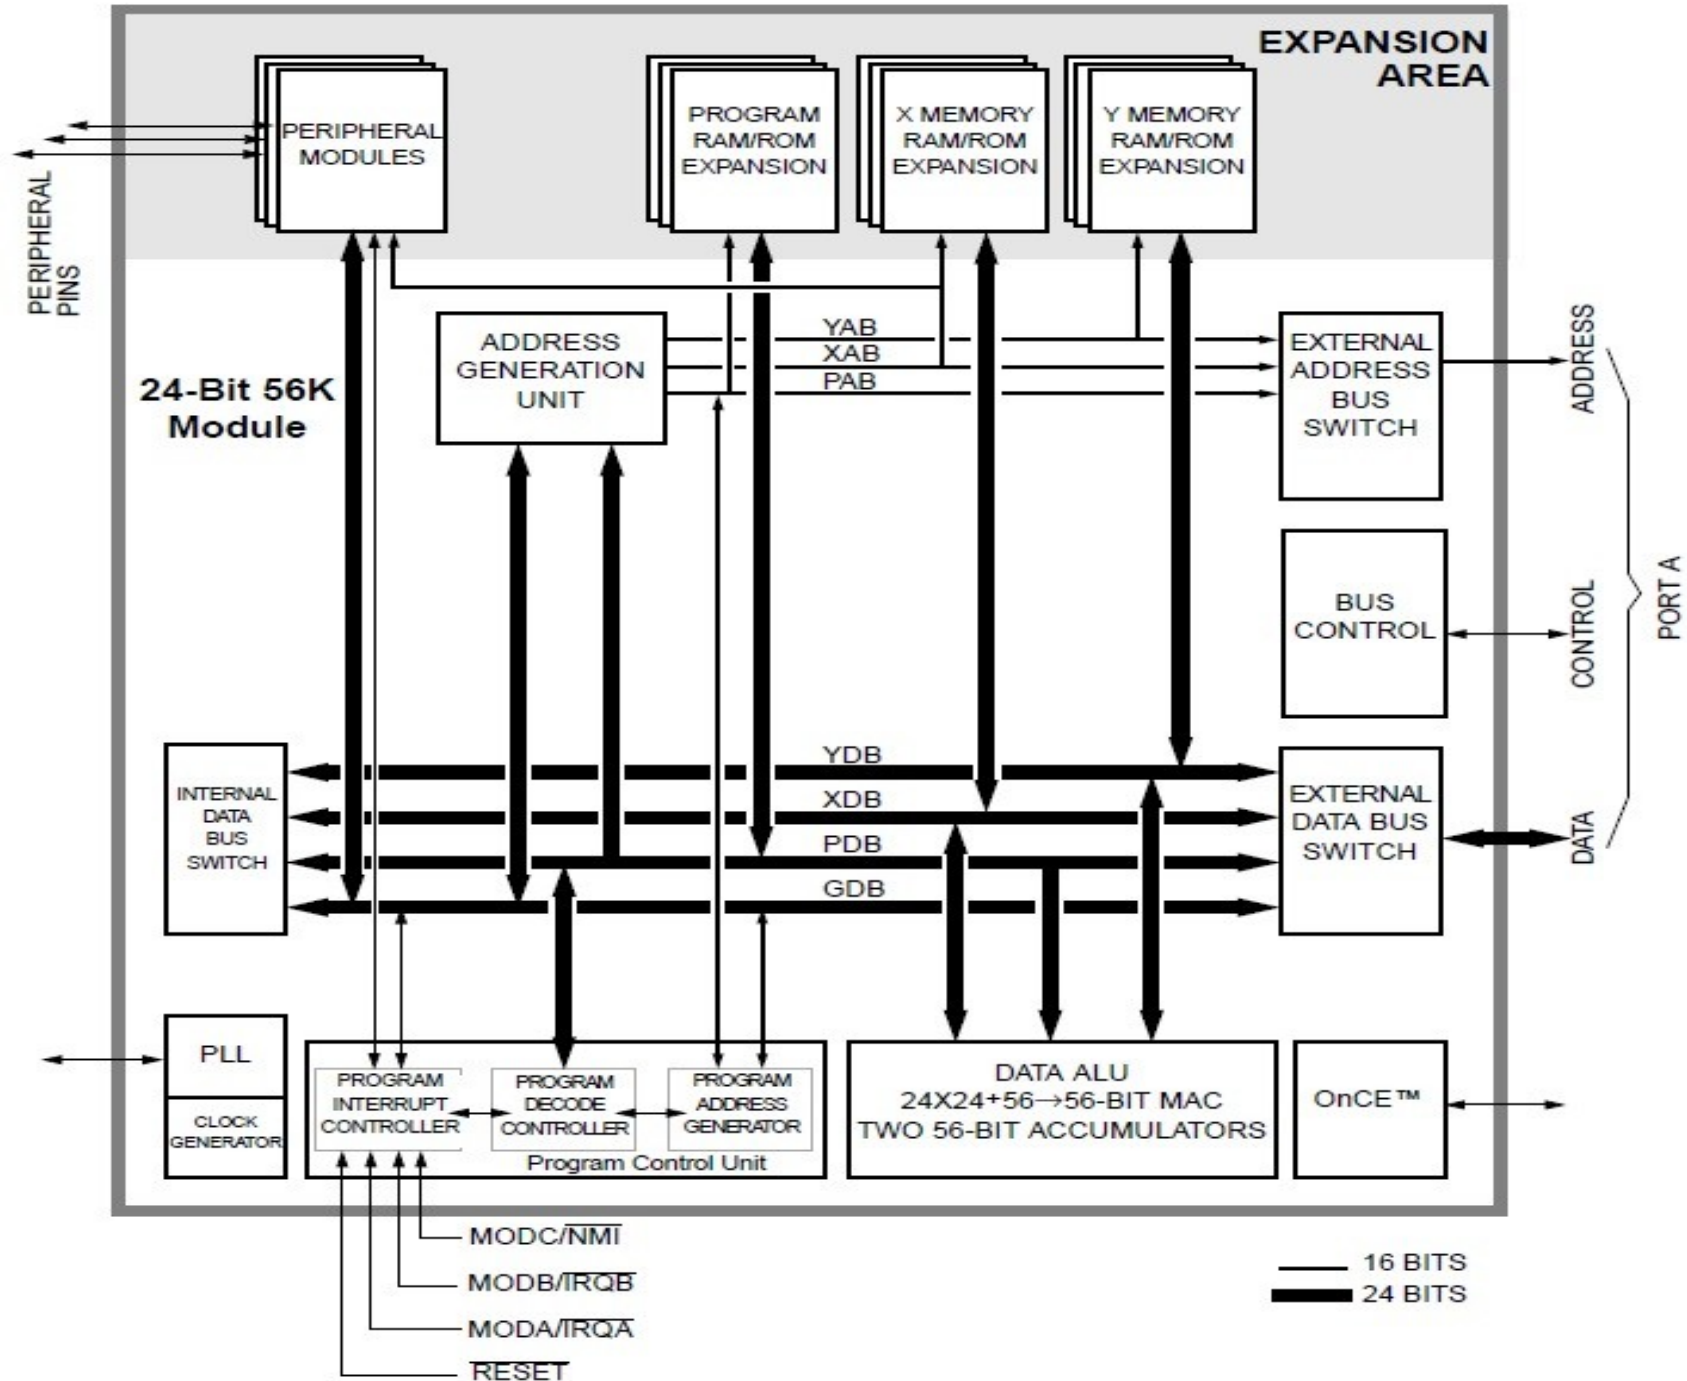 EXPANSION
AREA
PERIPHERAL
MODULES
PROGRAM
RAM/ROM
EXPANSION
X MEMORY
RAM/ROM
EXPANSION
Y MEMORY
RAM/ROM
EXPANSION
PERIPHERAL
PINS
24-Bit 56K
Module
ADDRESS
GENERATION
UNIT
YAB
XAB
PAB
EXTERNAL
ADDRESS
BUS
SWITCH
ADDRESS
BUS
CONTROL
CONTROL
PORT A
INTERNAL
DATA
BUS
SWITCH
YDB
XDB
PDB
GDB
EXTERNAL
DATA BUS
SWITCH
DATA
PLL
CLOCK
GENERATOR
PROGRAM
INTERRUPT
CONTROLLER
PROGRAM
DECODE
CONTROLLER
PROGRAM
ADDRESS
GENERATOR
Program Control Unit
DATA ALU
24X24+56→56-BIT MAC
TWO 56-BIT ACCUMULATORS
OnCE™
MODC/NMI
MODB/IRQB
MODA/IRQA
RESET
16 BITS
24 BITS